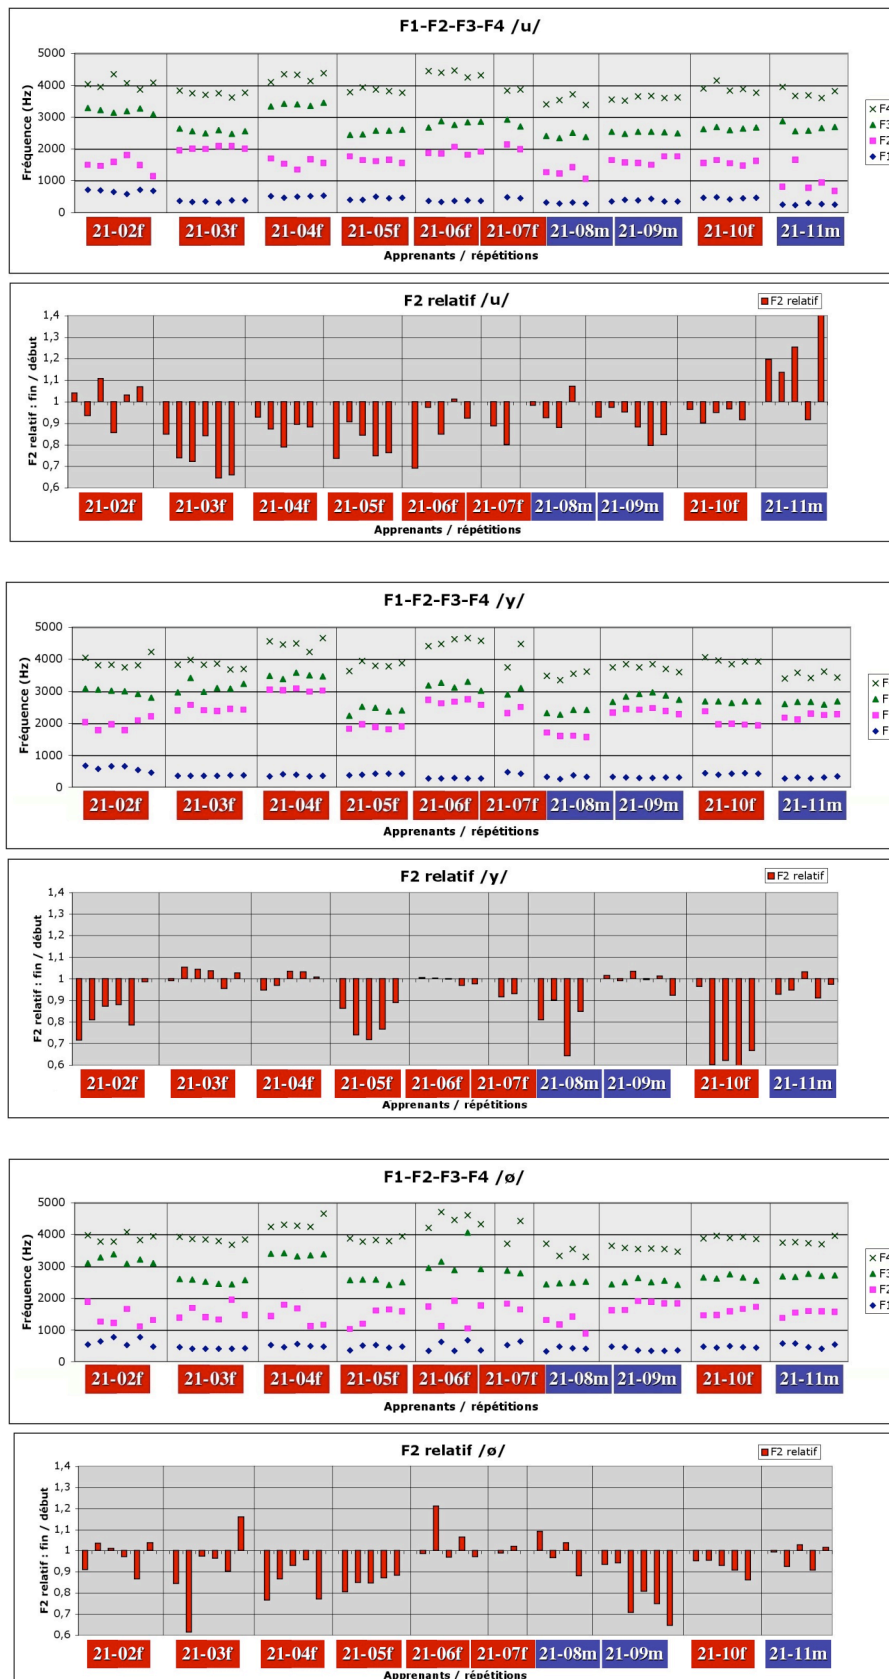 F1-F2-F3-F4 /u/
Fréquence (Hz)
5000
4000
3000
2000
1000
0
F4
F3
F2
F1
21-02f 21-03f 21-04f 21-05f 21-06f 21-07f 21-08m 21-09m 21-10f 21-11m
Apprenants / répétitions
F2 relatif /u/
F2 relatif
F2 relatif : fin / début
1,4
1,3
1,2
1,1
1
0,9
0,8
0,7
0,6
21-02f 21-03f 21-04f 21-05f 21-06f 21-07f 21-08m 21-09m 21-10f 21-11m
Apprenants / répétitions
F1-F2-F3-F4 /y/
Fréquence (Hz)
5000
4000
3000
2000
1000
0
F
F
F
F
21-02f 21-03f 21-04f 21-05f 21-06f 21-07f 21-08m 21-09m 21-10f 21-11m
Apprenants / répétitions
F2 relatif /y/
F2 relatif
F2 relatif : fin / début
1,4
1,3
1,2
1,1
1
0,9
0,8
0,7
0,6
21-02f 21-03f 21-04f 21-05f 21-06f 21-07f 21-08m 21-09m 21-10f 21-11m
Apprenants / répétitions
F1-F2-F3-F4 /ø/
Fréquence (Hz)
5000
4000
3000
2000
1000
0
F4
F3
F2
F1
21-02f 21-03f 21-04f 21-05f 21-06f 21-07f 21-08m 21-09m 21-10f 21-11m
Apprenants / répétitions
F2 relatif /ø/
F2 relatif
F2 relatif : fin / début
1,4
1,3
1,2
1,1
1
0,9
0,8
0,7
0,6
21-02f 21-03f 21-04f 21-05f 21-06f 21-07f 21-08m 21-09m 21-10f 21-11m
Apprenants / répétitions